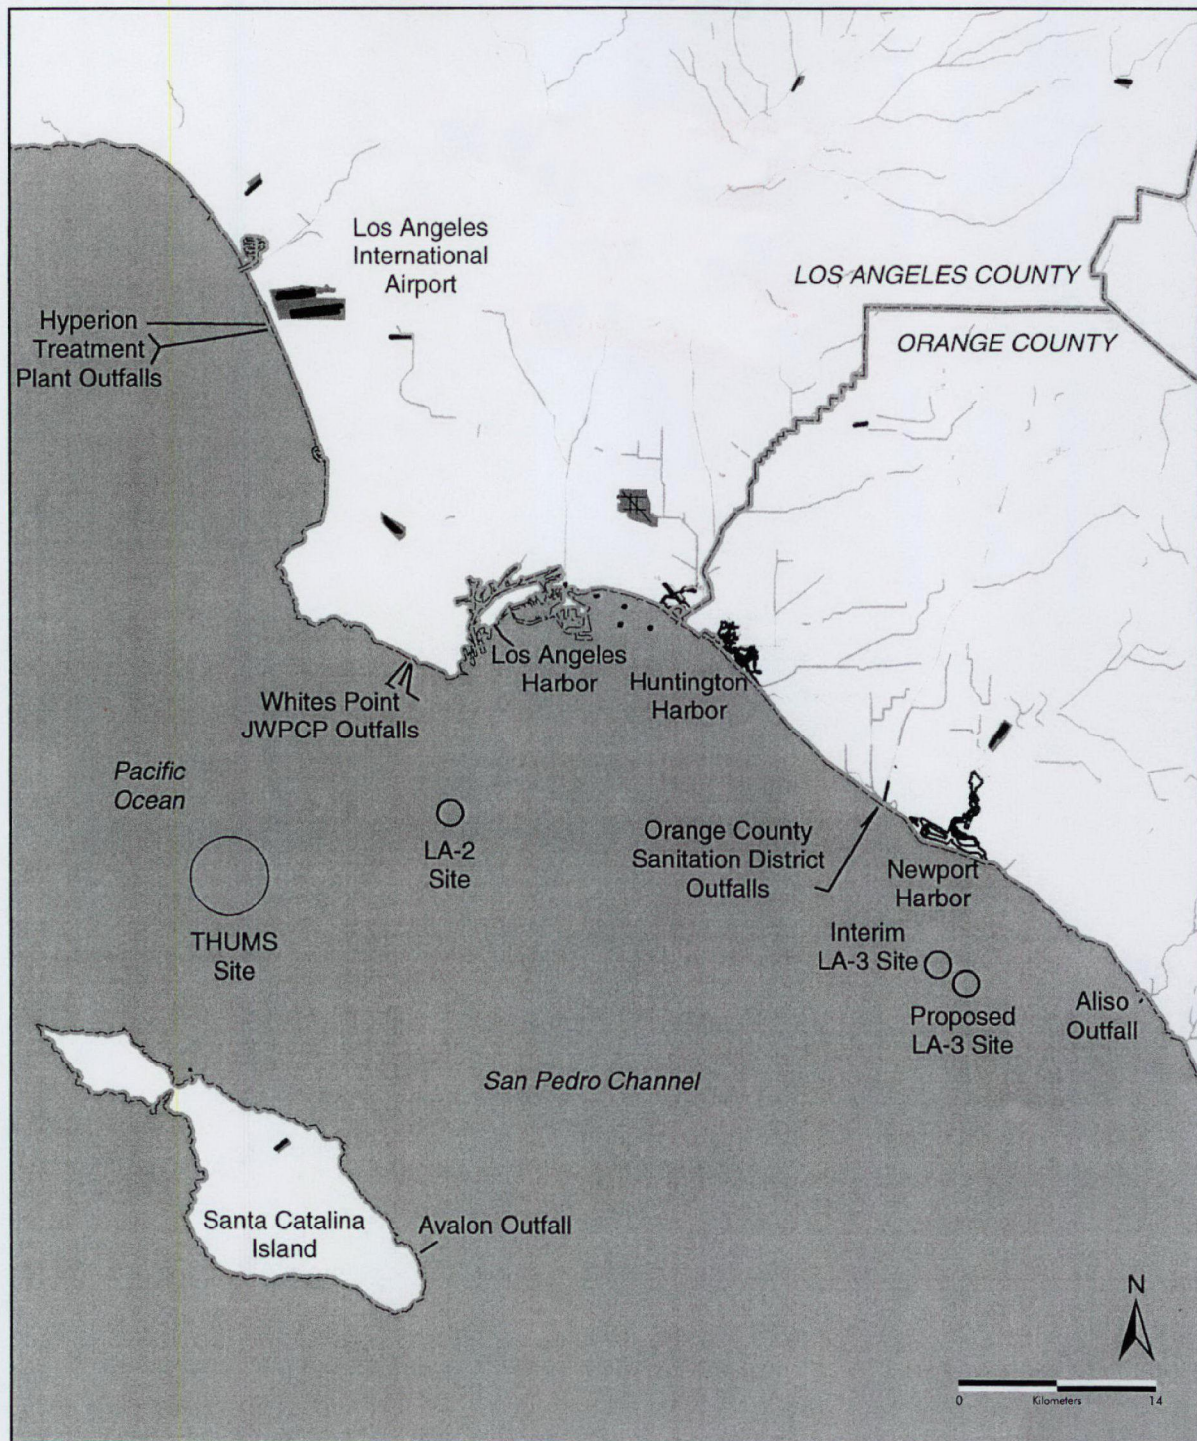 Los Angeles
International
Airport
LOS ANGELES COUNTY
ORANGE COUNTY
Hyperion
Treatment
Plant Outfalls
Los Angeles
Harbor
Huntington
Harbor
Whites Point
JWPCP Outfalls
Pacific
Ocean
LA-2
Site
THUMS
Site
Orange County
Sanitation District
Outfalls
Newport
Harbor
Interim
LA-3 Site
Proposed
LA-3 Site
Aliso
Outfall
San Pedro Channel
Santa Catalina
Island
Avalon Outfall
N
0 Kilometers 14